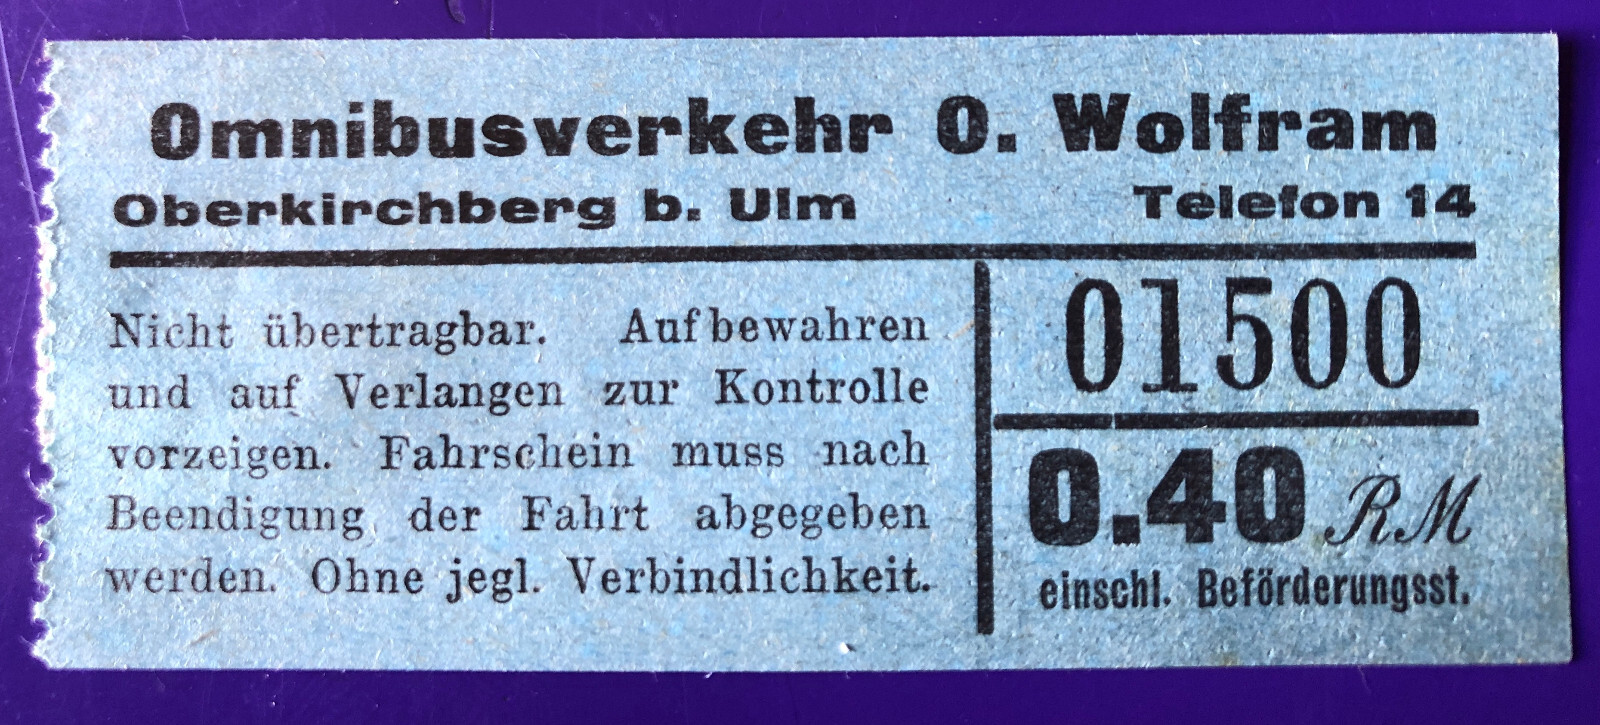 Omnibusverkehr O. Wolfram
Oberkirchberg b. Ulm Telefon 14
Nicht übertragbar. Aufbewahren
und auf Verlangen zur Kontrolle
vorzeigen. Fahrschein muss nach
Beendigung der Fahrt abgegeben
werden. Ohne jegl. Verbindlichkeit.
01500
0.40 RM
einschl. Beförderungsst.